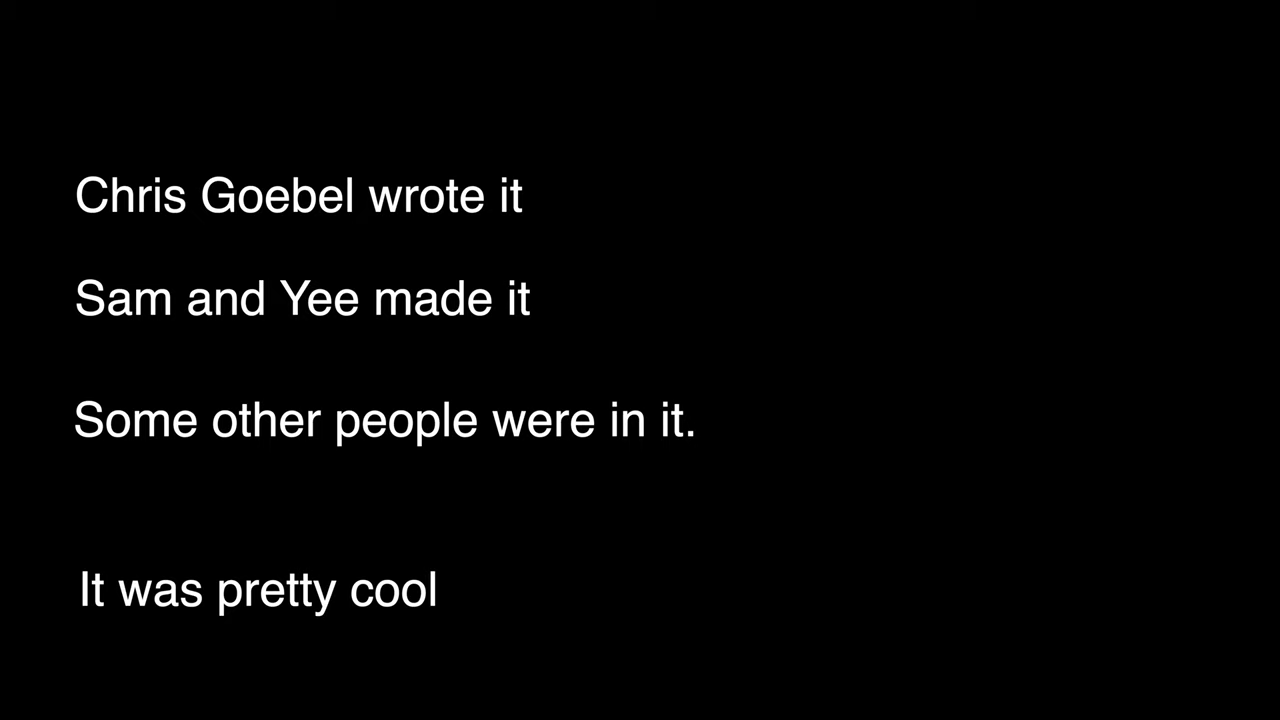 Chris Goebel wrote it
Sam and Yee made it
Some other people were in it.
It was pretty cool